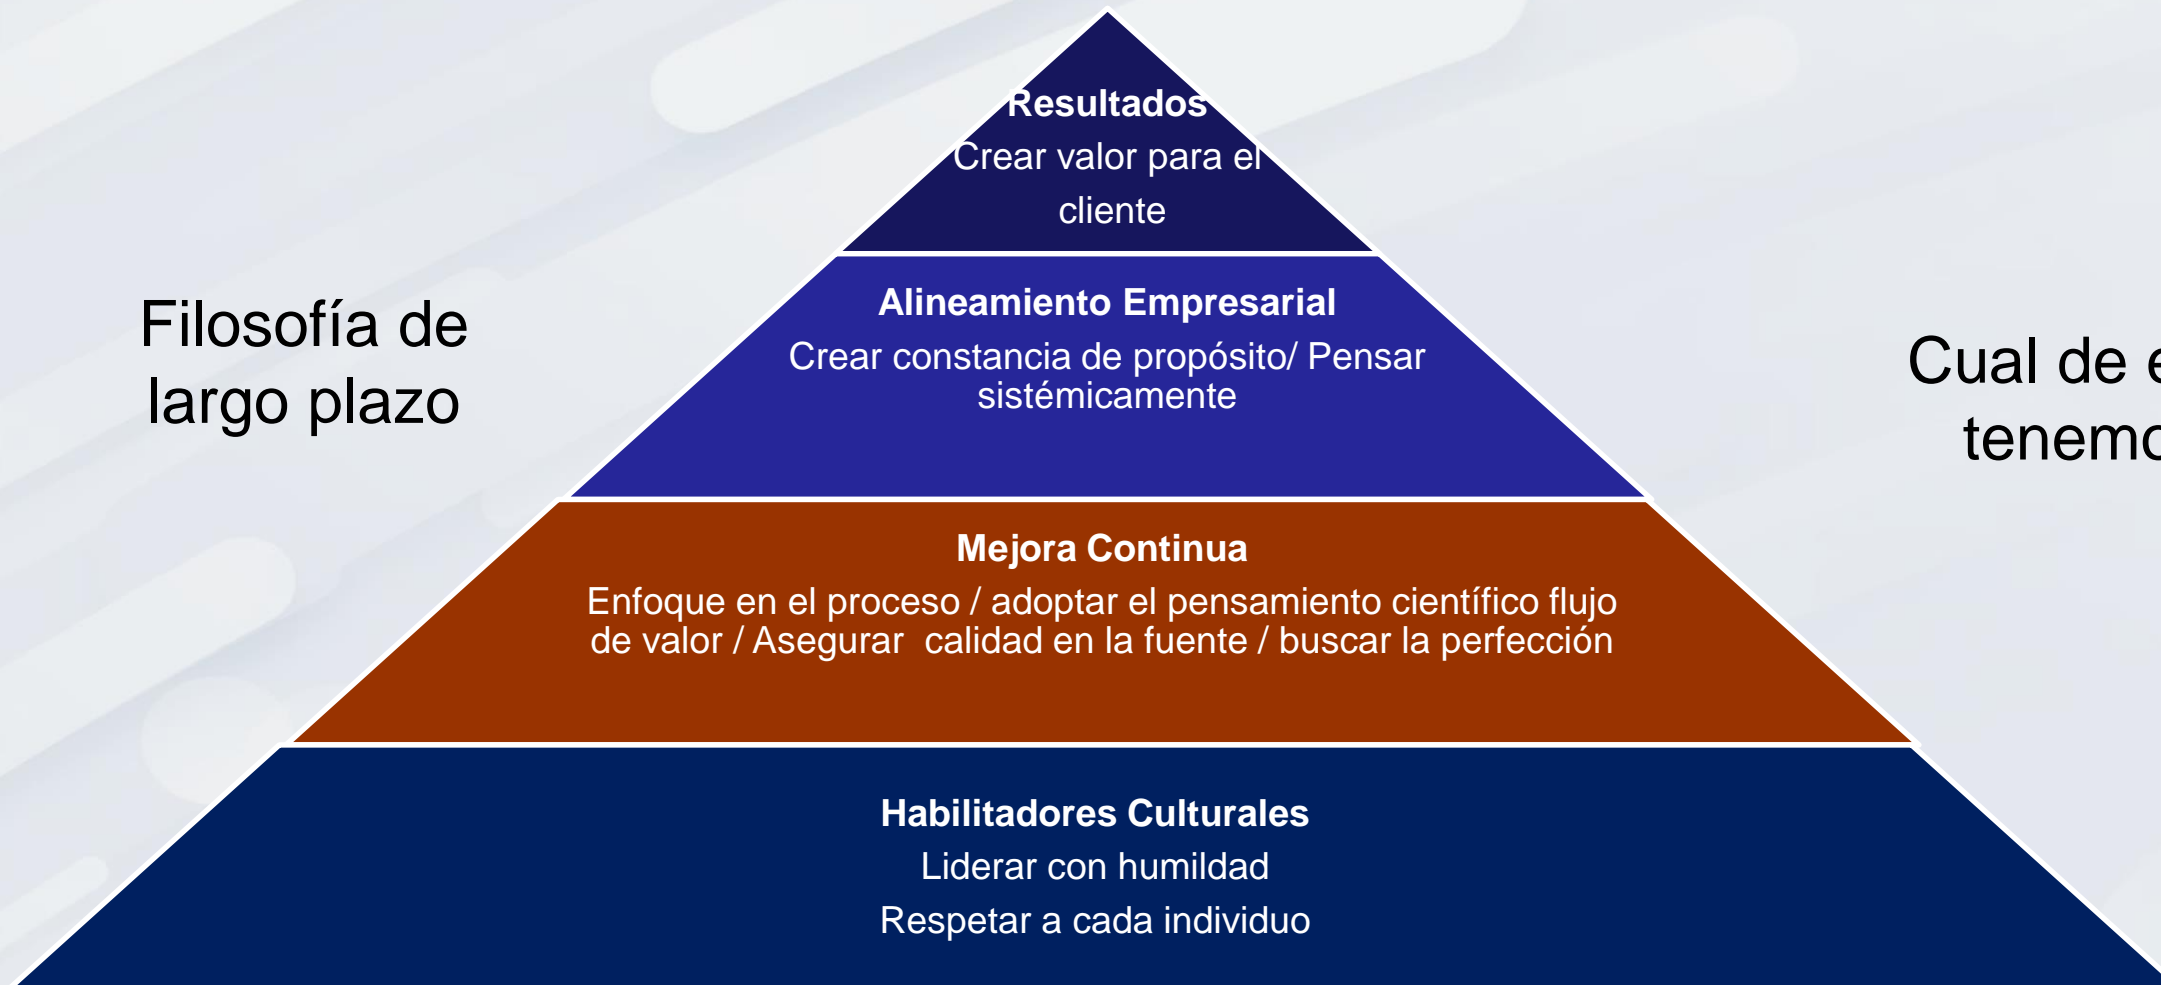 Resultados
Crear valor para el
cliente
Alineamiento Empresarial
Crear constancia de propósito/ Pensar
sistémicamente
Filosofía de
largo plazo
Cual de
Mejora Continua
Enfoque en el proceso / adoptar el pensamiento científico flujo
de valor / Asegurar  calidad en la fuente / buscar la perfección
Habilitadores Culturales
Liderar con humildad
Respetar a cada individuo